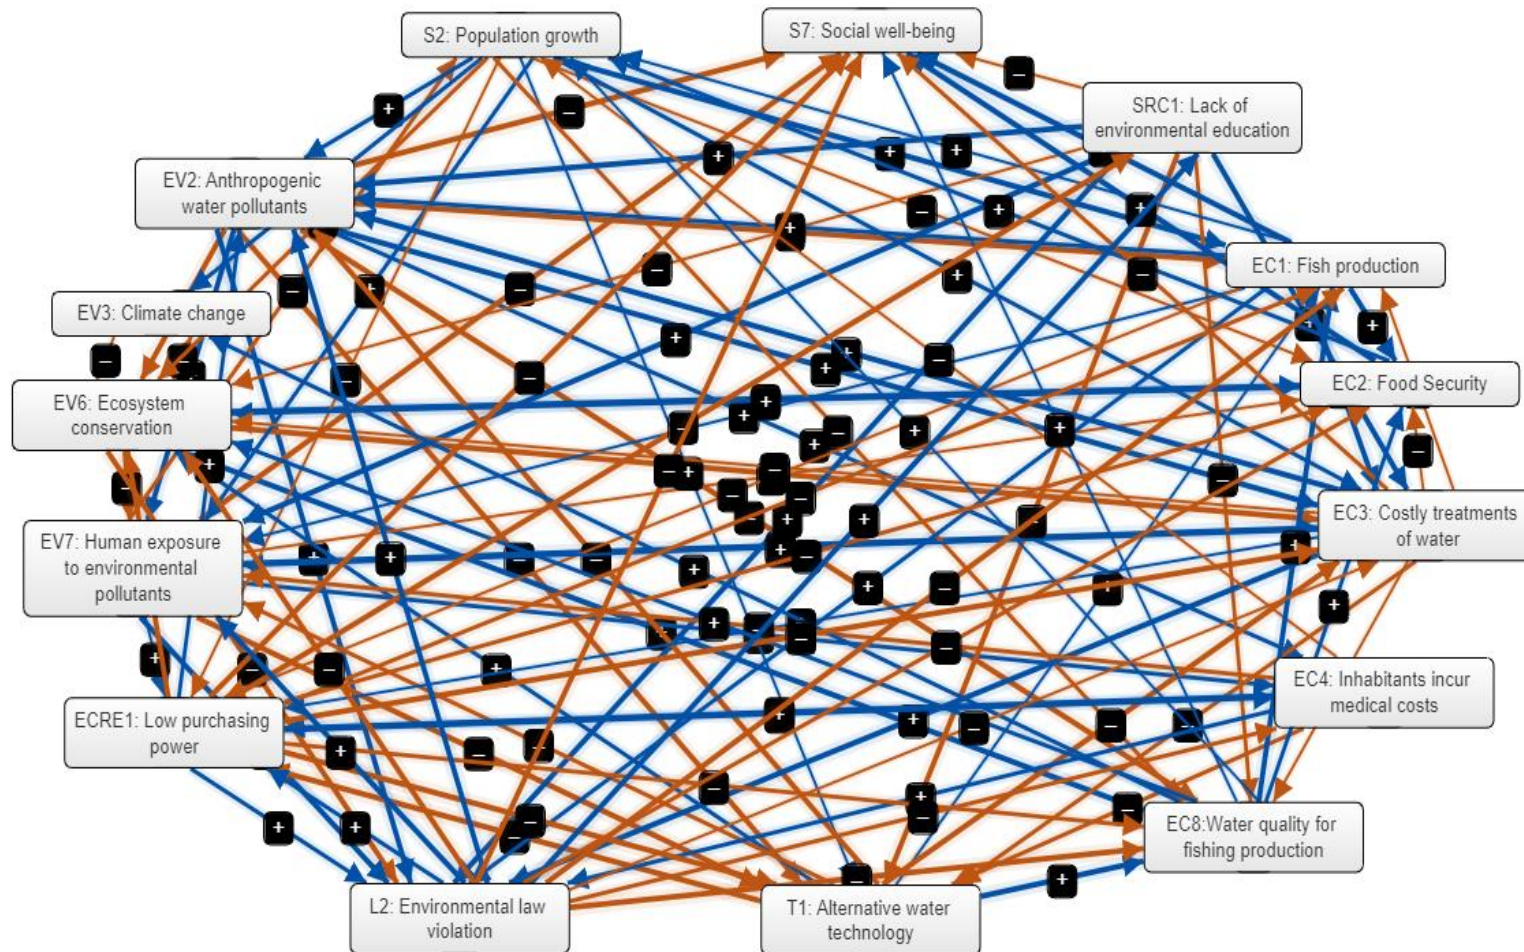 S2: Population growth
S7: Social well-being
SRC1: Lack of
environmental education
EV2: Anthropogenic
water pollutants
EC1: Fish production
EV3: Climate change
EC2: Food Security
EV6: Ecosystem
conservation
EC3: Costly treatments
of water
EV7: Human exposure
to environmental
pollutants
EC4: Inhabitants incur
medical costs
ECRE1: Low purchasing
power
EC8:Water quality for
fishing production
L2: Environmental law
violation
T1: Alternative water
technology